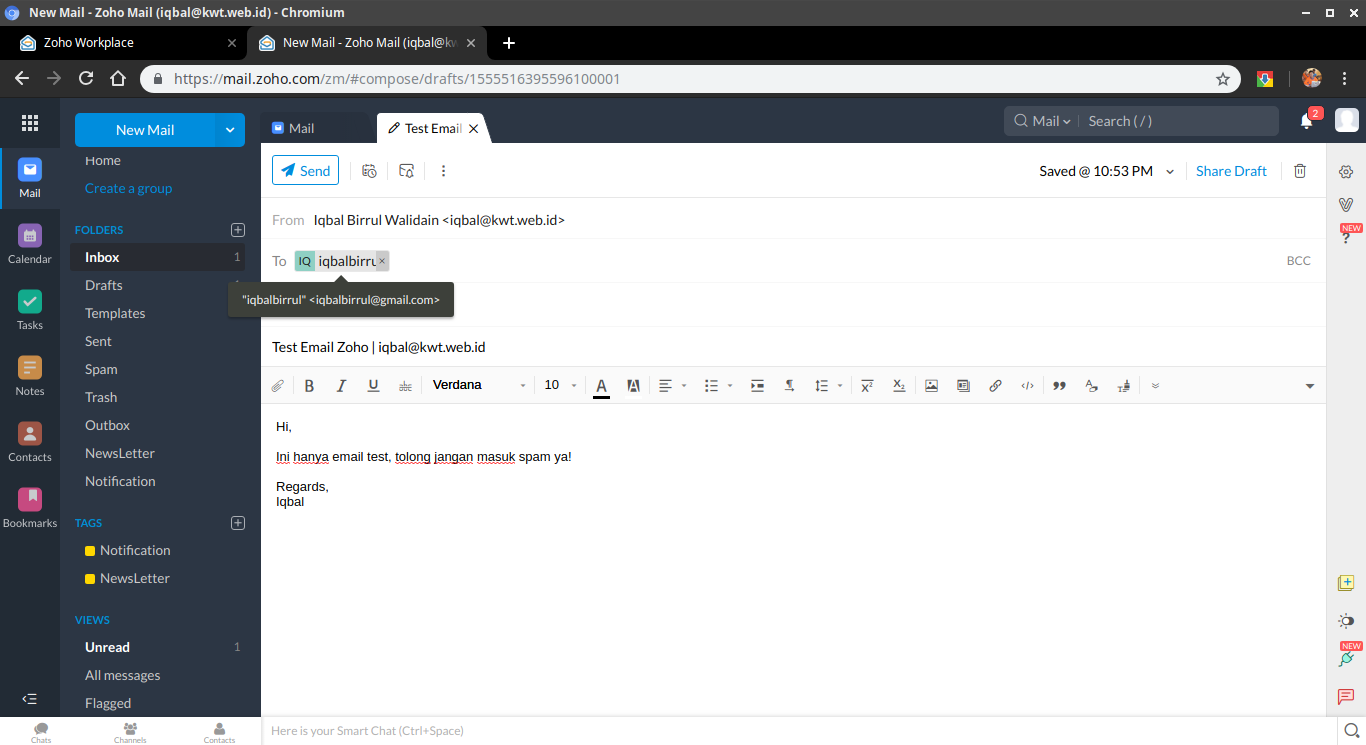 New Mail - Zoho Mail (iqbal@kwt.web.id) - Chromium
Zoho Workplace
New Mail - Zoho Mail (iqbal@kw
https://mail.zoho.com/zm/#compose/drafts/1555516395596100001
New Mail
Mail
Test Email
Mail
Search ( / )
2
Home
Create a group
Mail
Calendar
Tasks
Notes
Contacts
Bookmarks
FOLDERS
Inbox 1
Drafts
Templates
Sent
Spam
Trash
Outbox
NewsLetter
Notification
TAGS
Notification
NewsLetter
VIEWS
Unread 1
All messages
Flagged
Send
Saved @ 10:53 PM
Share Draft
From Iqbal Birrul Walidain <iqbal@kwt.web.id>
To IQ iqbalbirru ×
BCC
"iqbalbirrul" <iqbalbirrul@gmail.com>
Test Email Zoho | iqbal@kwt.web.id
B I U abc Verdana 10 A A
Hi,
Ini hanya email test, tolong jangan masuk spam ya!
Regards,
Iqbal
NEW
NEW
Chats
Channels
Contacts
Here is your Smart Chat (Ctrl+Space)